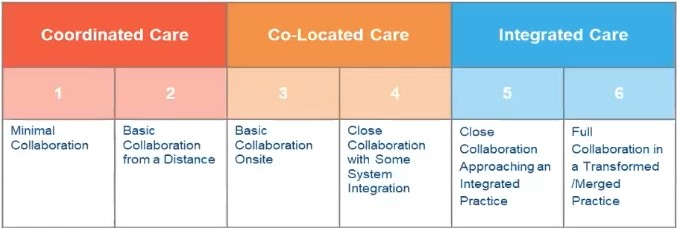 Coordinated Care
Co-Located Care
Integrated Care
1
2
3
4
5
6
Minimal
Collaboration
Basic
Collaboration
from a Distance
Basic
Collaboration
Onsite
Close
Collaboration
with Some
System
Integration
Close
Collaboration
Approaching an
Integrated
Practice
Full
Collaboration in
a Transformed
/Merged
Practice